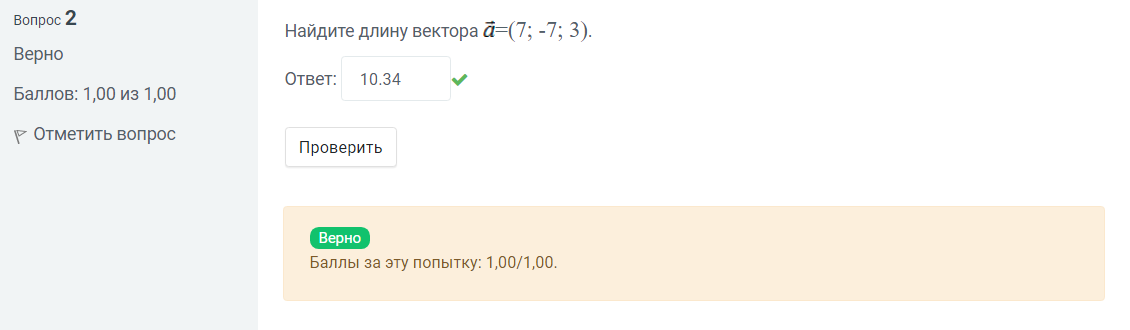 Вопрос 2
Верно
Баллов: 1,00 из 1,00
Отметить вопрос
Найдите длину вектора a⃗=(7; -7; 3).
Ответ: 10.34
Проверить
Верно
Баллы за эту попытку: 1,00/1,00.